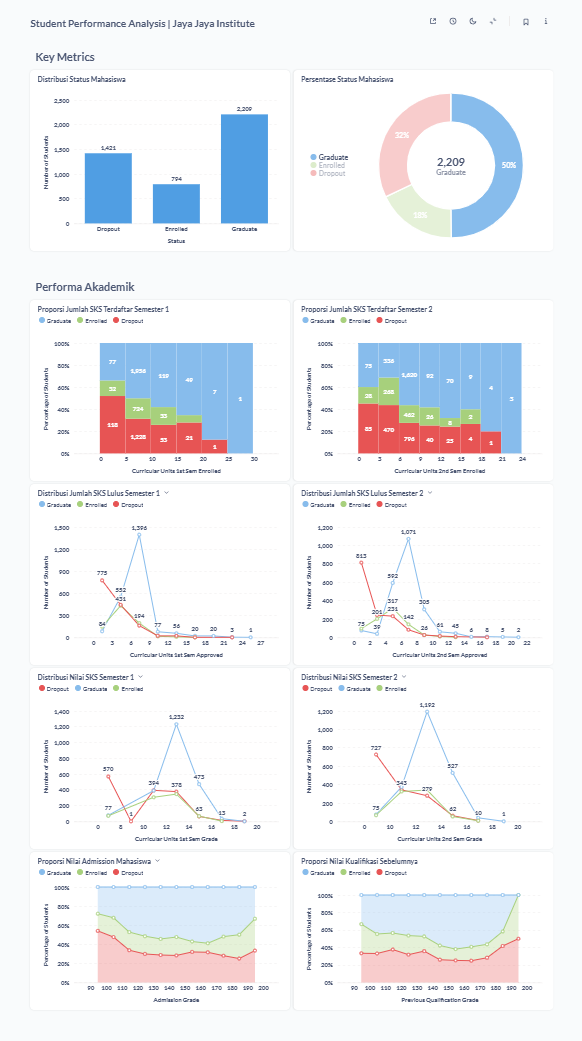 Student Performance Analysis | Jaya Jaya Institute
Key Metrics
Distribusi Status Mahasiswa
Number of Students
2,500
2,000
1,500
1,000
500
0
1,421
794
2,209
Dropout Enrolled Graduate
Status
Persentase Status Mahasiswa
Graduate
Enrolled
Dropout
32%
50%
18%
2,209
Graduate
Performa Akademik
Proporsi Jumlah SKS Terdaftar Semester 1
Graduate Enrolled Dropout
Percentage of Students
100%
80%
60%
40%
20%
0%
77 1,936 119 49 7 1
32 724 35
118 1,228 53 21 1
0 5 10 15 20 25 30
Curricular Units 1st Sem Enrolled
Proporsi Jumlah SKS Terdaftar Semester 2
Graduate Enrolled Dropout
Percentage of Students
100%
80%
60%
40%
20%
0%
75 336 1,620 92 70 9 4 3
28 268 462 26 8 2
85 470 796 40 25 4 1
0 3 6 9 12 15 18 21 24
Curricular Units 2nd Sem Enrolled
Distribusi Jumlah SKS Lulus Semester 1
Graduate Enrolled Dropout
Number of Students
1,500
1,200
900
600
300
0
775 84 552 431 1,396 194 77 56 20 20 3 1
0 3 6 9 10 12 15 18 21 24 27
Curricular Units 1st Sem Approved
Distribusi Jumlah SKS Lulus Semester 2
Graduate Enrolled Dropout
Number of Students
1,200
1,000
800
600
400
200
0
813 75 201 39 592 317 231 1,071 142 305 26 61 45 6 8 5 2
0 2 4 6 8 10 12 14 16 18 20 22
Curricular Units 2nd Sem Approved
Distribusi Nilai SKS Semester 1
Dropout Graduate Enrolled
Number of Students
1,400
1,200
1,000
800
600
400
200
0
570 77 1 394 1,232 378 473 63 13 2
0 8 10 12 14 16 18 20
Curricular Units 1st Sem Grade
Distribusi Nilai SKS Semester 2
Dropout Graduate Enrolled
Number of Students
1,200
1,000
800
600
400
200
0
727 75 343 1,192 279 527 62 10 1
0 10 12 14 16 18 20
Curricular Units 2nd Sem Grade
Proporsi Nilai Admission Mahasiswa
Graduate Enrolled Dropout
Percentage of Students
100%
80%
60%
40%
20%
0%
90 100 110 120 130 140 150 160 170 180 190 200
Admission Grade
Proporsi Nilai Kualifikasi Sebelumnya
Graduate Enrolled Dropout
Percentage of Students
100%
80%
60%
40%
20%
0%
90 100 110 120 130 140 150 160 170 180 190 200
Previous Qualification Grade